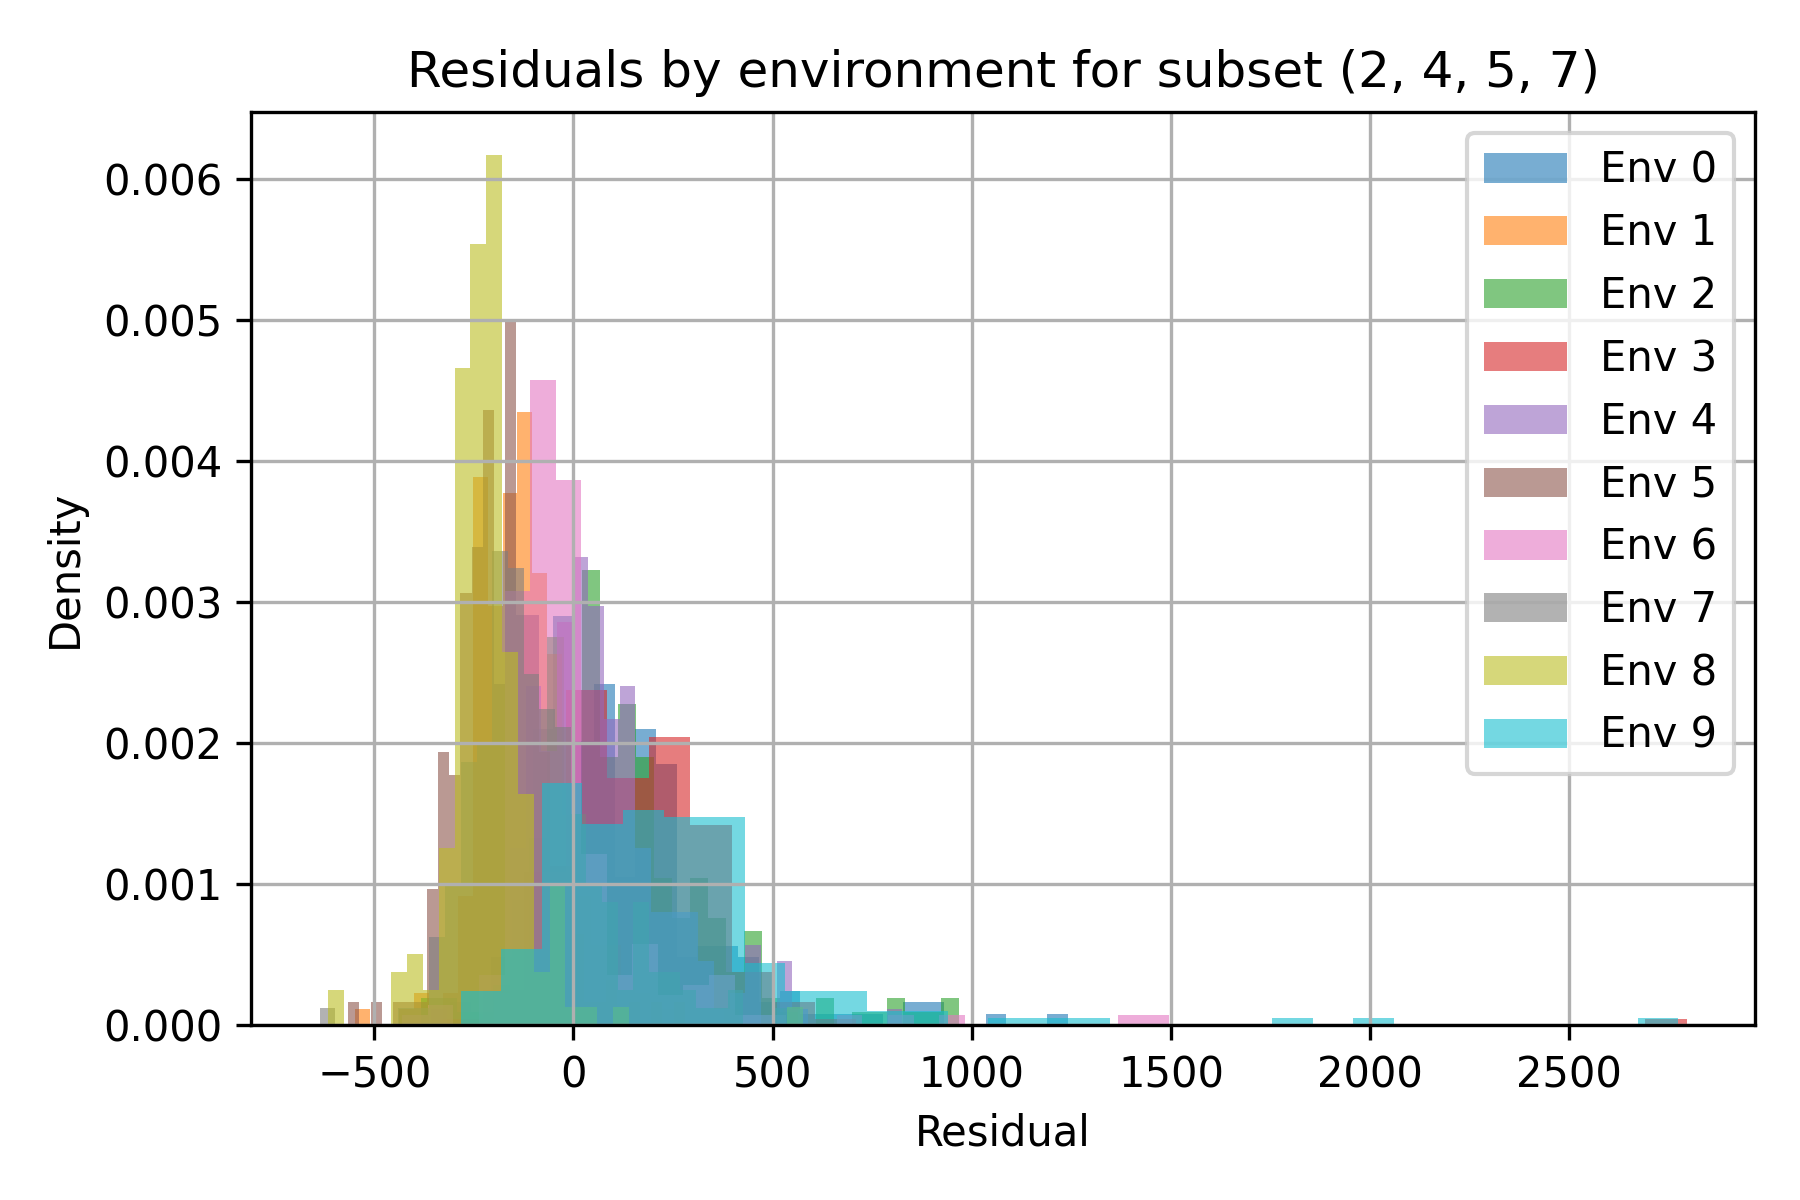 Residuals by environment for subset (2, 4, 5, 7)
Density
0.006
0.005
0.004
0.003
0.002
0.001
0.000
−500
0
500
1000
1500
2000
2500
Residual
Env 0
Env 1
Env 2
Env 3
Env 4
Env 5
Env 6
Env 7
Env 8
Env 9